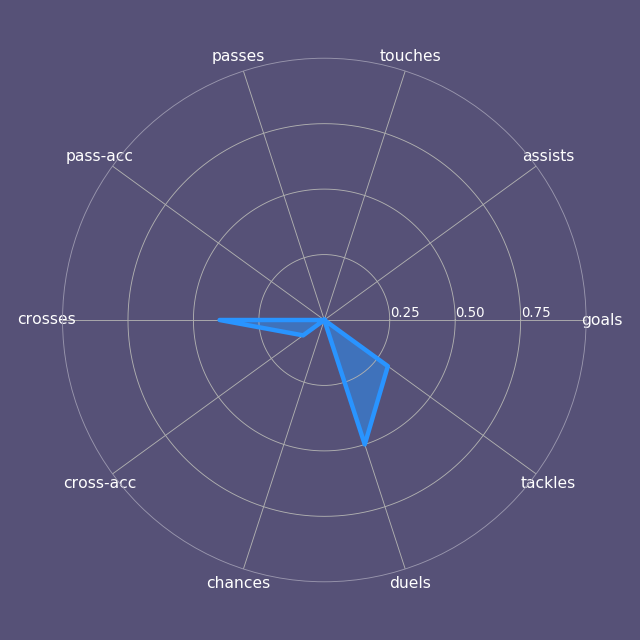 passes
touches
pass-acc
assists
0.25
0.50
0.75
crosses
goals
cross-acc
tackles
chances
duels